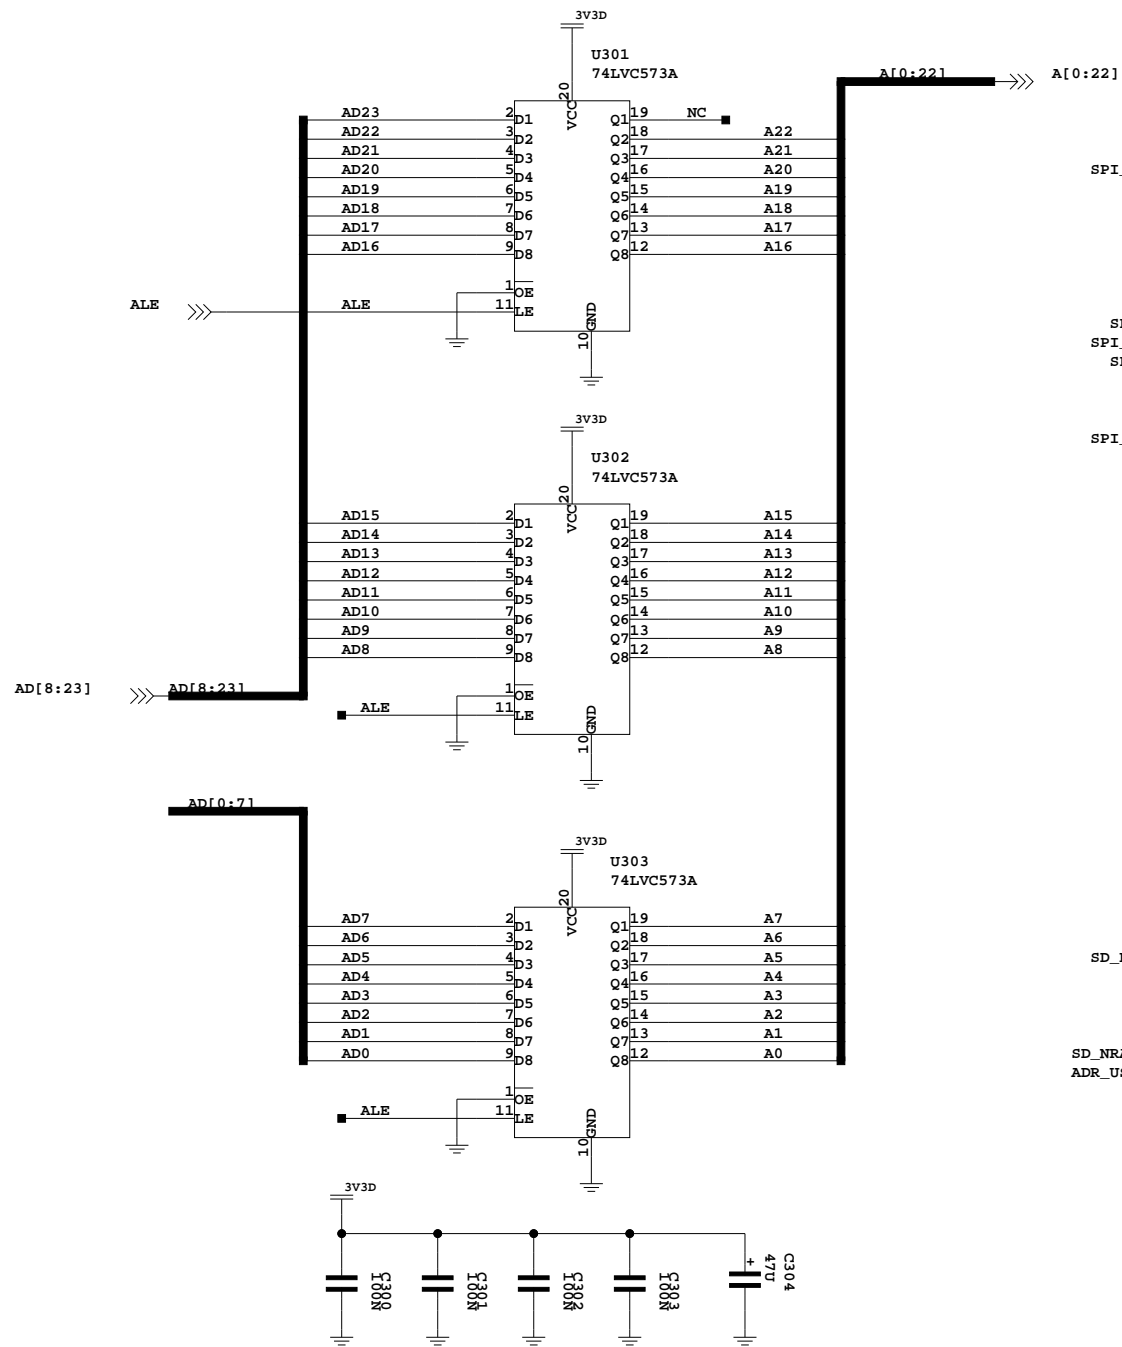 3V3D
U301
74LVC573A
A[0:22] A[0:22]
20
VCC
AD23 2 D1 Q1 19 NC
AD22 3 D2 Q2 18 A22
AD21 4 D3 Q3 17 A21
AD20 5 D4 Q4 16 A20 SPI_
AD19 6 D5 Q5 15 A19
AD18 7 D6 Q6 14 A18
AD17 8 D7 Q7 13 A17
AD16 9 D8 Q8 12 A16
1 OE
ALE ALE 11 LE
GND
10
SPI_
3V3D
SPI_
U302
74LVC573A
20
VCC
AD15 2 D1 Q1 19 A15
AD14 3 D2 Q2 18 A14
AD13 4 D3 Q3 17 A13
AD12 5 D4 Q4 16 A12
AD11 6 D5 Q5 15 A11
AD10 7 D6 Q6 14 A10
AD9 8 D7 Q7 13 A9
AD8 9 D8 Q8 12 A8
AD[8:23] AD[8:23] 1 OE
ALE 11 LE
GND
10
AD[0:7]
3V3D
U303
74LVC573A
20
VCC
AD7 2 D1 Q1 19 A7
AD6 3 D2 Q2 18 A6
AD5 4 D3 Q3 17 A5
AD4 5 D4 Q4 16 A4
AD3 6 D5 Q5 15 A3
AD2 7 D6 Q6 14 A2
AD1 8 D7 Q7 13 A1
AD0 9 D8 Q8 12 A0
1 OE
ALE 11 LE
GND
10
3V3D
C300
100N
C301
100N
C302
100N
C303
100N
+
C304
47U